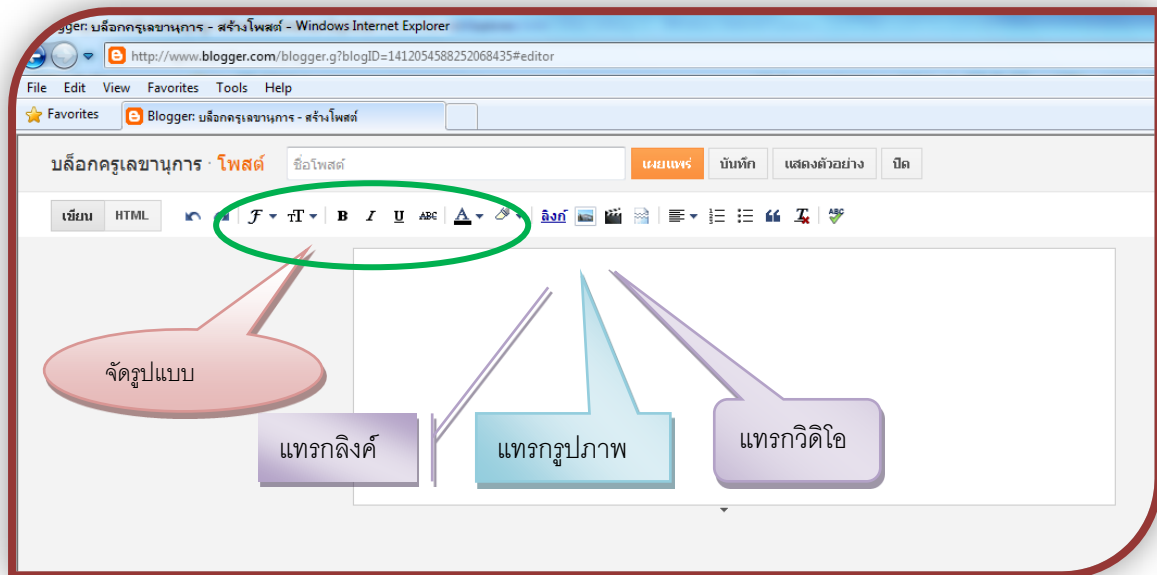 gger: บล็อกครูเลขานุการ - สร้างโพสต์ - Windows Internet Explorer
http://www.blogger.com/blogger.g?blogID=1412054588252068435#editor
File Edit View Favorites Tools Help
Favorites Blogger: บล็อกครูเลขานุการ - สร้างโพสต์
บล็อกครูเลขานุการ · โพสต์ ชื่อโพสต์ เผยแพร่ บันทึก แสดงตัวอย่าง ปิด
เขียน HTML F T B I U ABC A ลิงก์ ABC
จัดรูปแบบ
แทรกลิงค์ แทรกรูปภาพ แทรกวิดิโอ